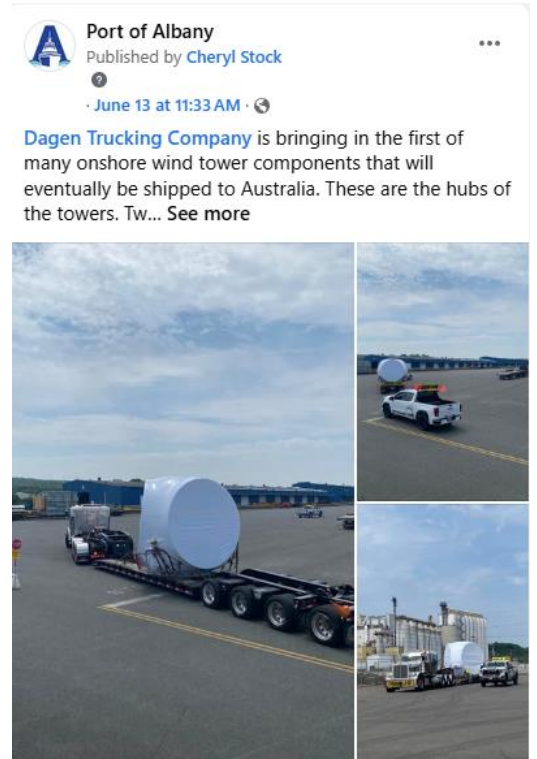 Port of Albany
Published by Cheryl Stock
· June 13 at 11:33 AM ·
Dagen Trucking Company is bringing in the first of
many onshore wind tower components that will
eventually be shipped to Australia. These are the hubs of
the towers. Tw... See more